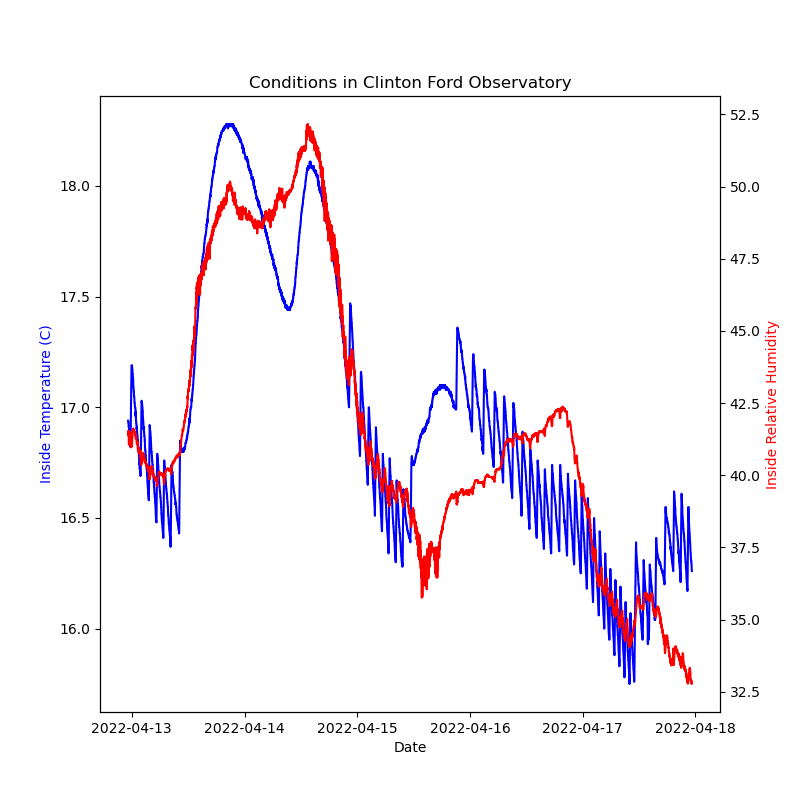 Conditions in Clinton Ford Observatory
Inside Temperature (C)
18.0
17.5
17.0
16.5
16.0
52.5
50.0
47.5
45.0
42.5
40.0
37.5
35.0
32.5
Inside Relative Humidity
2022-04-13 2022-04-14 2022-04-15 2022-04-16 2022-04-17 2022-04-18
Date